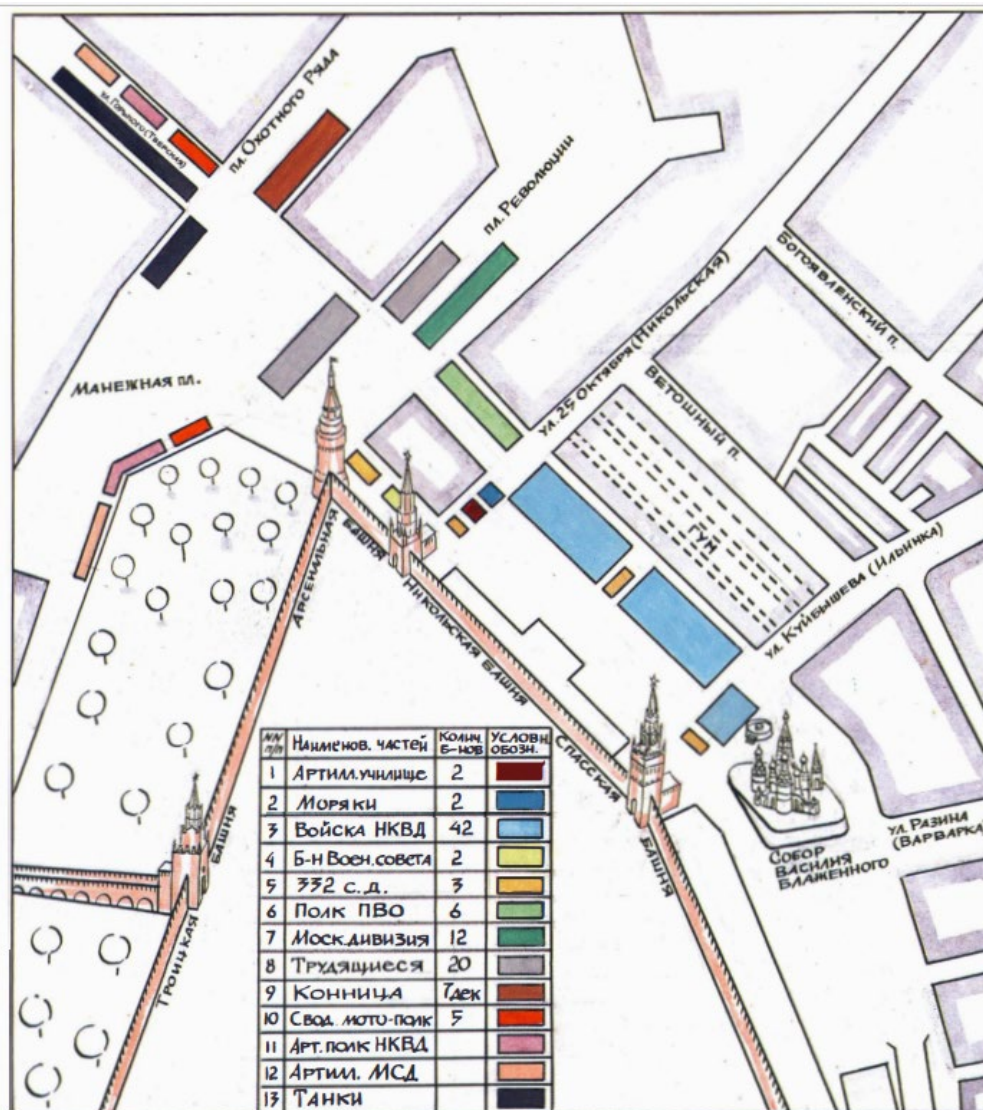 пл. Охотного Ряда
ул. Горького (Тверская)
пл. Революции
Богоявленский п.
Манежная пл.
ул. 25 Октября (Никольская)
Ветошный п.
ГУМ
ул. Куйбышева (Ильинка)
Арсенальная
башня
Никольская башня
Спасская
башня
Троицкая
башня
Собор
Василия
Блаженного
ул. Разина
(Варварка)
NN п/п Наименов. частей Колич. б-нов Условн. обозн.
1 Артилл. училище 2
2 Моряки 2
3 Войска НКВД 42
4 Б-н Воен. совета 2
5 332 с.д. 3
6 Полк ПВО 6
7 Моск. дивизия 12
8 Трудящиеся 20
9 Конница 7дек
10 Свод. мото-полк 5
11 Арт. полк НКВД
12 Артилл. МСД
13 Танки